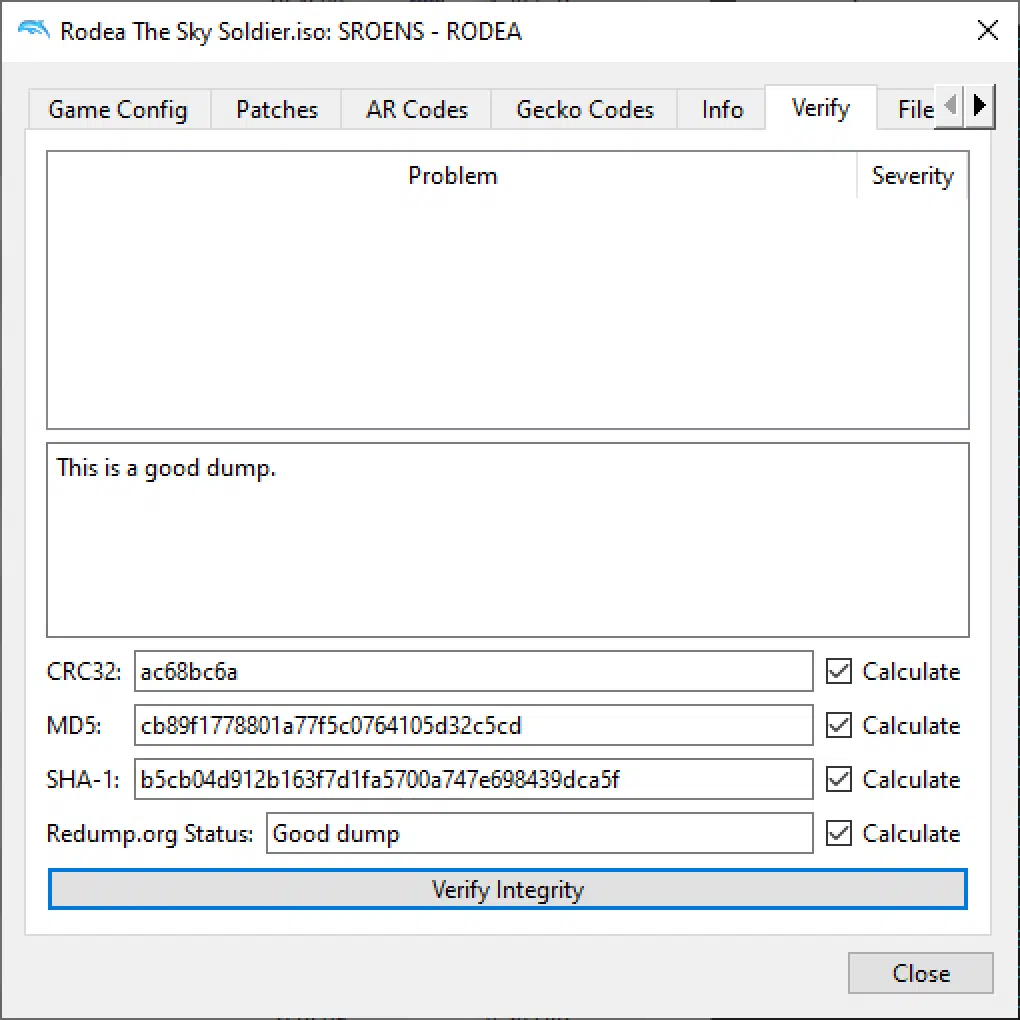 Rodea The Sky Soldier.iso: SROENS - RODEA
Game Config Patches AR Codes Gecko Codes Info Verify File
Problem Severity
This is a good dump.
CRC32: ac68bc6a Calculate
MD5: cb89f1778801a77f5c0764105d32c5cd Calculate
SHA-1: b5cb04d912b163f7d1fa5700a747e698439dca5f Calculate
Redump.org Status: Good dump Calculate
Verify Integrity
Close